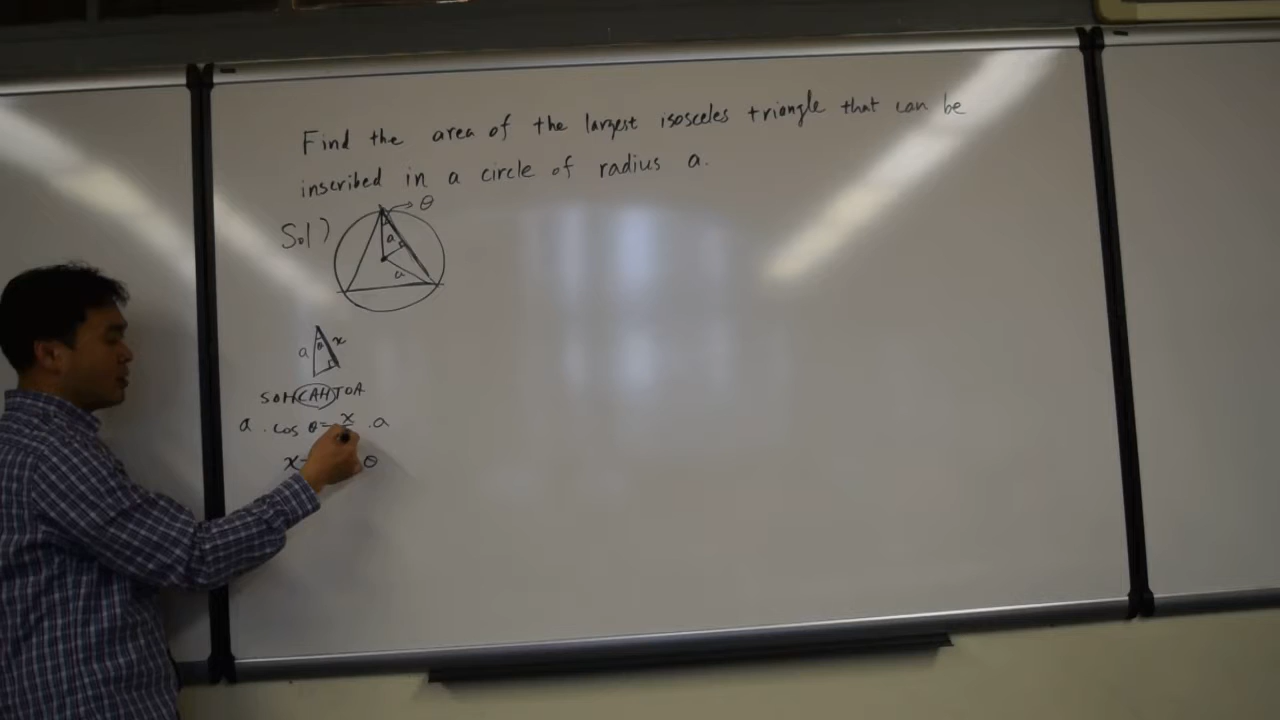 Find the area of the largest isosceles triangle that can be
inscribed in a circle of radius a.
Sol)
θ
a
a
a θ x
SOHCAHTOA
a · cos θ = x · a
x = θ